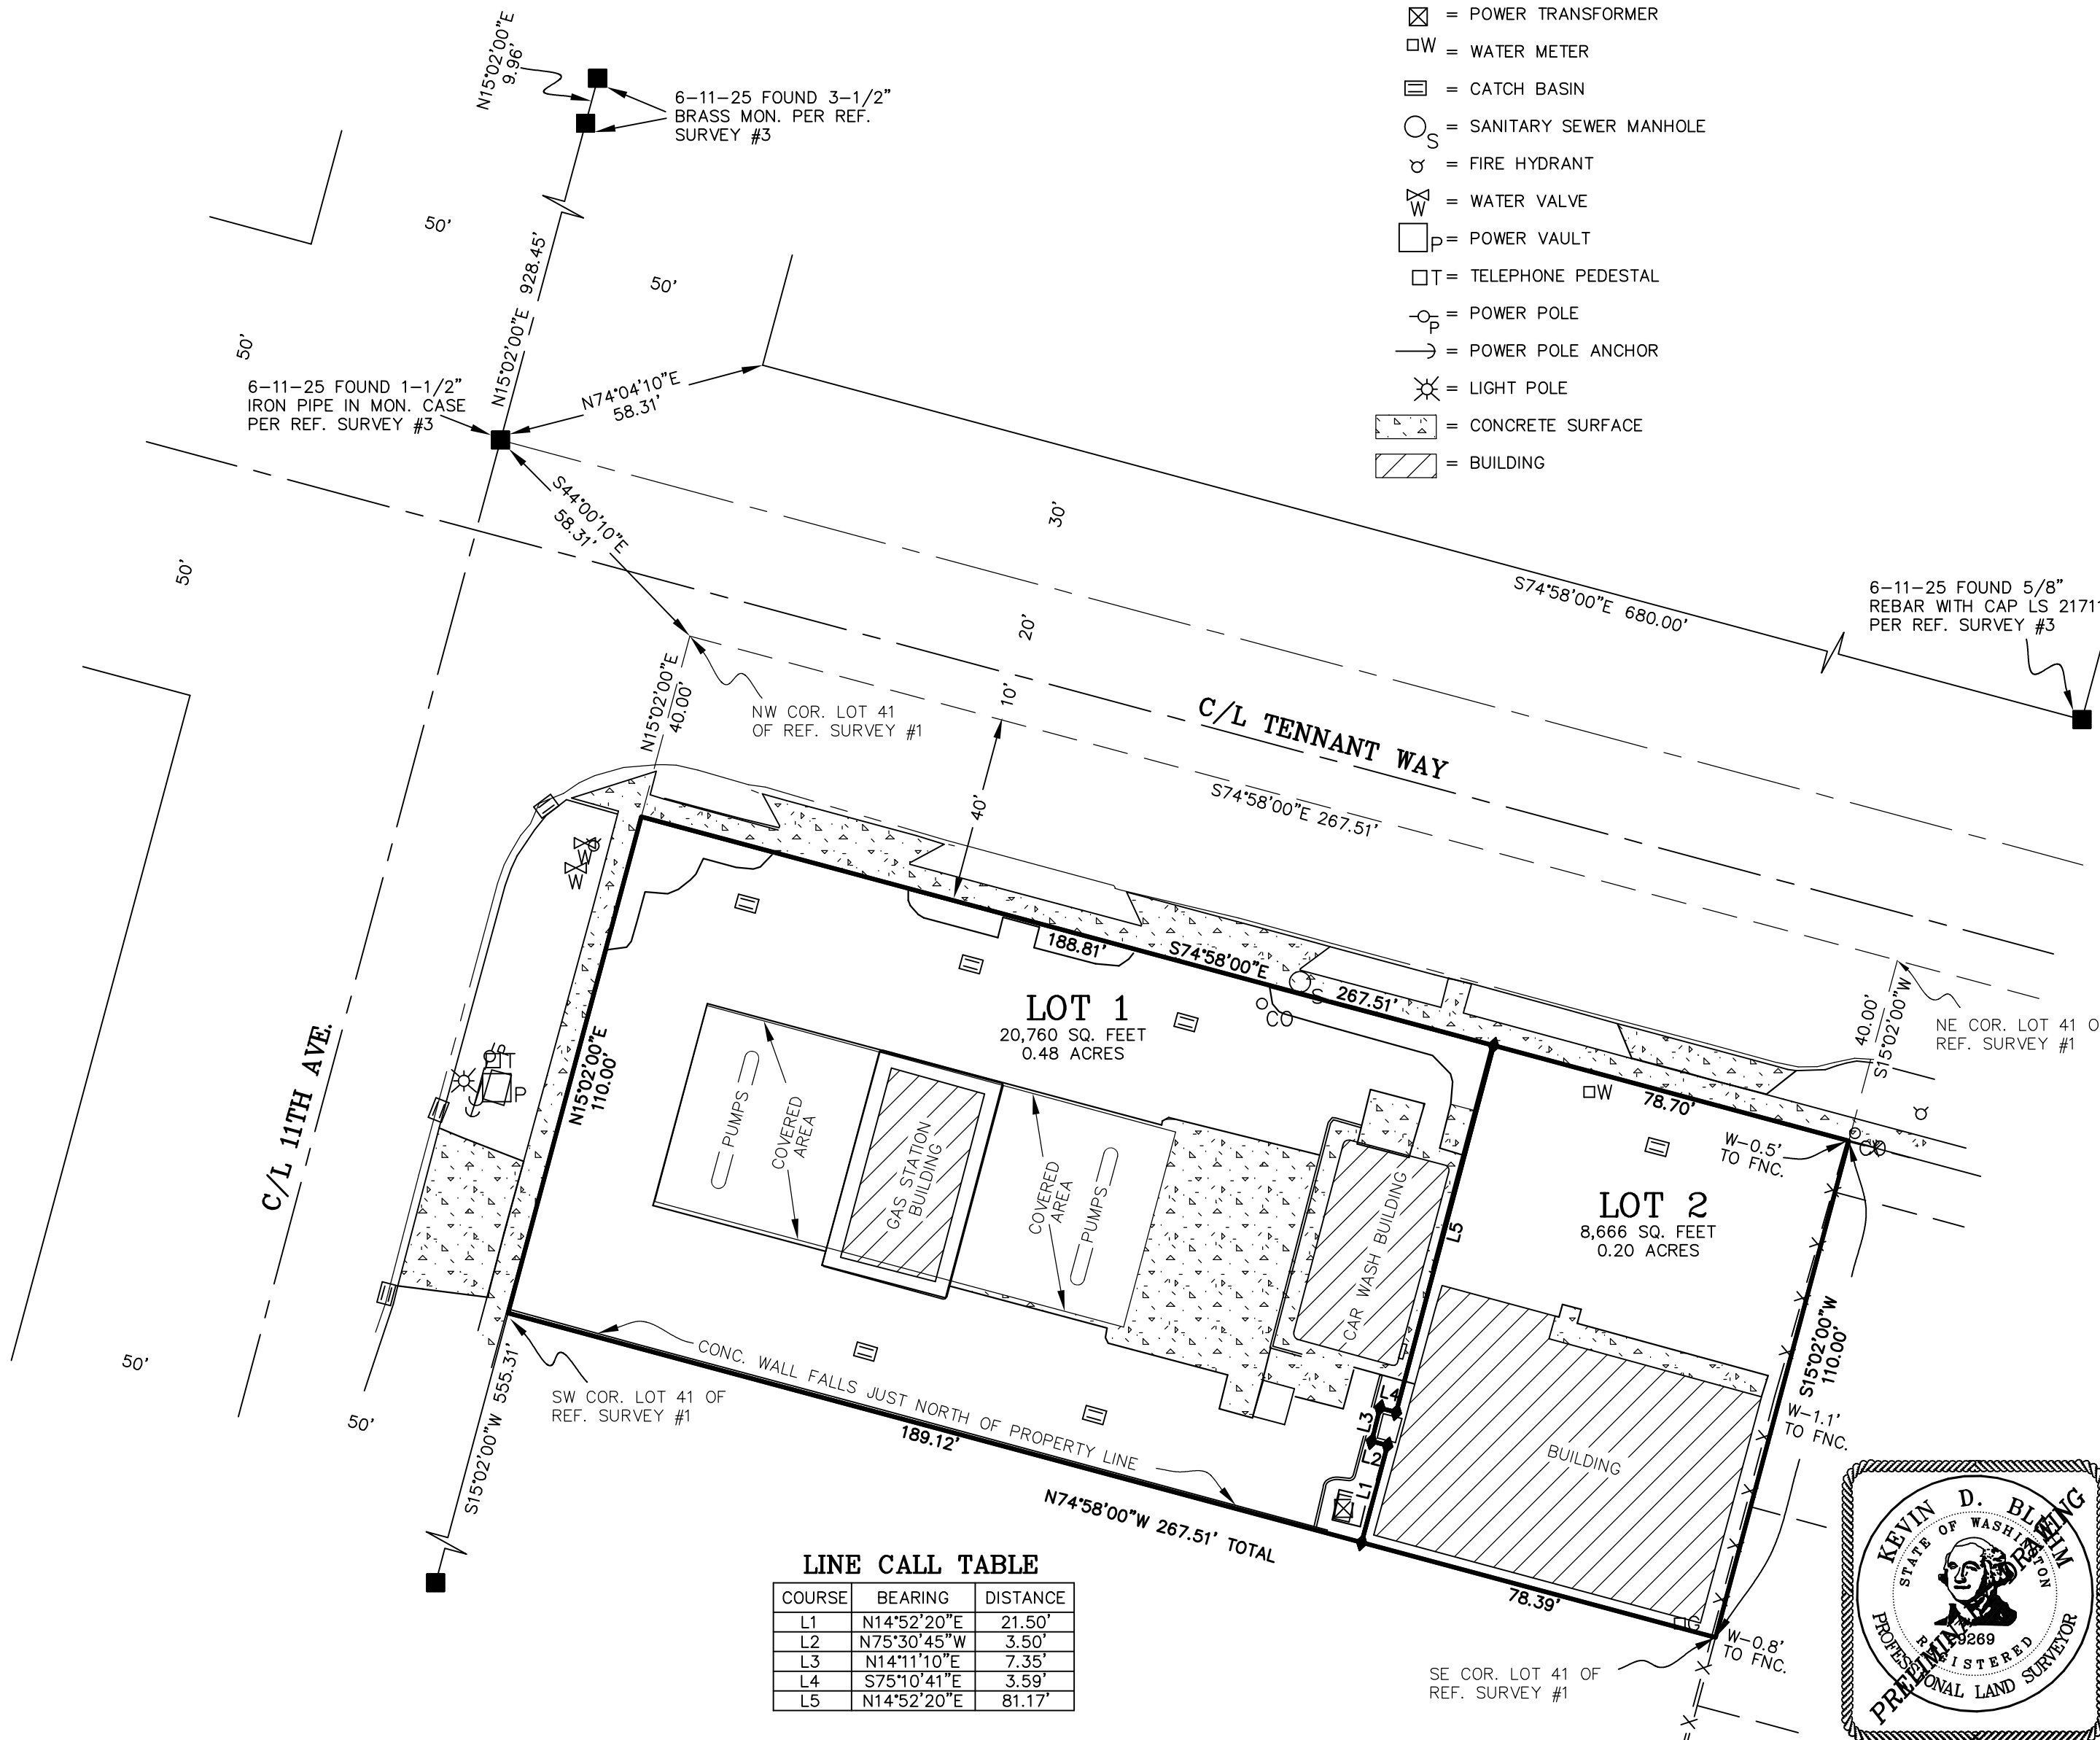 = POWER TRANSFORMER
W = WATER METER
= CATCH BASIN
S = SANITARY SEWER MANHOLE
= FIRE HYDRANT
W = WATER VALVE
P = POWER VAULT
T = TELEPHONE PEDESTAL
P = POWER POLE
= POWER POLE ANCHOR
= LIGHT POLE
= CONCRETE SURFACE
= BUILDING
N15°02'00"E
9.96'
6-11-25 FOUND 3-1/2"
BRASS MON. PER REF.
SURVEY #3
50'
50'
N15°02'00"E 928.45'
50'
6-11-25 FOUND 1-1/2"
IRON PIPE IN MON. CASE
PER REF. SURVEY #3
N74°04'10"E
58.31'
S44°00'10"E
58.31'
30'
50'
S74°58'00"E 680.00'
6-11-25 FOUND 5/8"
REBAR WITH CAP LS 21711
PER REF. SURVEY #3
20'
N15°02'00"E
40.00'
10'
NW COR. LOT 41
OF REF. SURVEY #1
C/L TENNANT WAY
S74°58'00"E 267.51'
40'
W
W
188.81'
S74°58'00"E
267.51'
S
CO
40.00'
S15°02'00"W
NE COR. LOT 41 O
REF. SURVEY #1
LOT 1
20,760 SQ. FEET
0.48 ACRES
C/L 11TH AVE.
S
T
P
N15°02'00"E
110.00'
PUMPS
COVERED
AREA
GAS STATION
BUILDING
COVERED
AREA
PUMPS
CAR WASH BUILDING
L5
W
78.70'
W-0.5'
TO FNC.
CO
LOT 2
8,666 SQ. FEET
0.20 ACRES
S15°02'00"W
110.00'
W-1.1'
TO FNC.
50'
50'
S15°02'00"W 555.31'
SW COR. LOT 41 OF
REF. SURVEY #1
CONC. WALL FALLS JUST NORTH OF PROPERTY LINE
189.12'
N74°58'00"W 267.51' TOTAL
L4
L3
L2
L1
BUILDING
78.39'
G
W-0.8'
TO FNC.
SE COR. LOT 41 OF
REF. SURVEY #1
LINE CALL TABLE
COURSE BEARING DISTANCE
L1 N14°52'20"E 21.50'
L2 N75°30'45"W 3.50'
L3 N14°11'10"E 7.35'
L4 S75°10'41"E 3.59'
L5 N14°52'20"E 81.17'
KEVIN D. BLUHM
STATE OF WASHINGTON
29269
REGISTERED
PROFESSIONAL LAND SURVEYOR
PRELIMINARY DRAWING